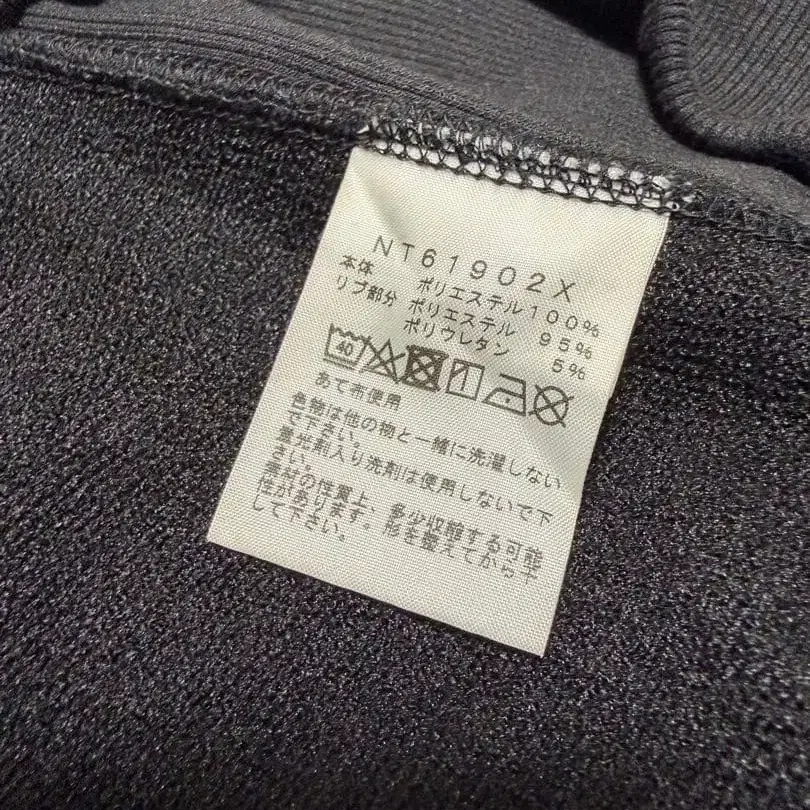 NT61902X
本体 ポリエステル100%
リブ部分 ポリエステル 95%
ポリウレタン 5%
40
あて布使用
色物は他の物と一緒に洗濯しない
で下さい。
蛍光剤入り洗剤は使用しないで下
さい。
素材の性質上、多少収縮する可能
性があります。形を整えてから干
して下さい。